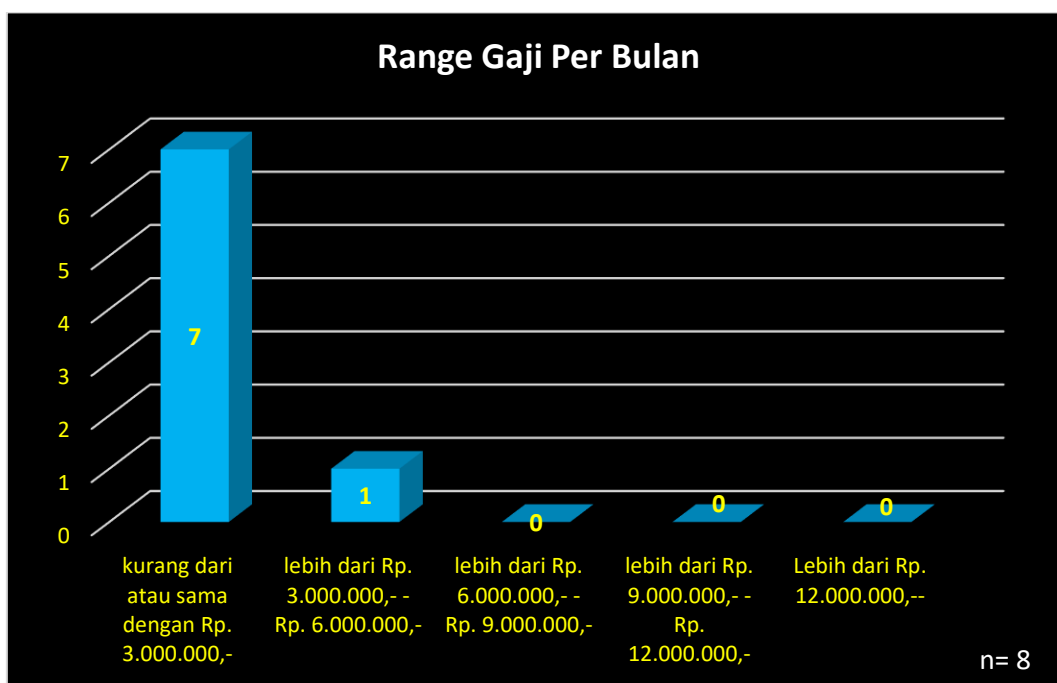 Range Gaji Per Bulan
7
6
5
4
3
2
1
0
7
1
0
0
0
kurang dari
atau sama
dengan Rp.
3.000.000,-
lebih dari Rp.
3.000.000,- -
Rp. 6.000.000,-
lebih dari Rp.
6.000.000,- -
Rp. 9.000.000,-
lebih dari Rp.
9.000.000,- -
Rp.
12.000.000,-
Lebih dari Rp.
12.000.000,--
n= 8